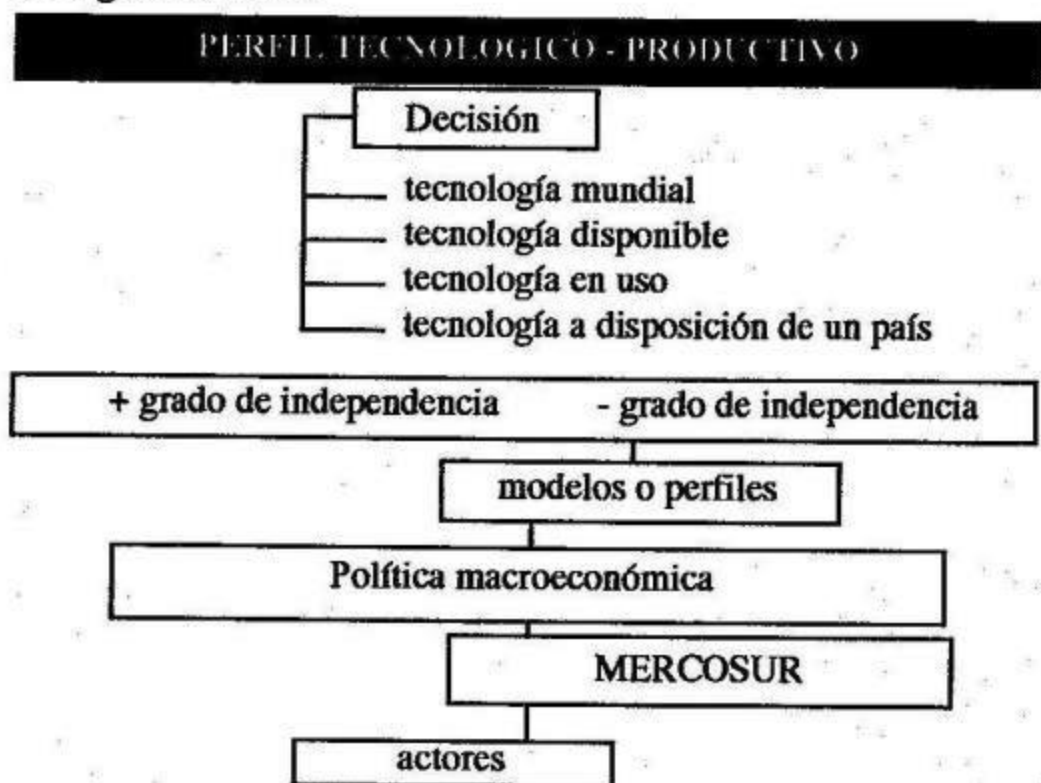 PERFIL TECNOLOGICO - PRODUCTIVO
Decisión
tecnología mundial
tecnología disponible
tecnología en uso
tecnología a disposición de un país
+ grado de independencia - grado de independencia
modelos o perfiles
Política macroeconómica
MERCOSUR
actores